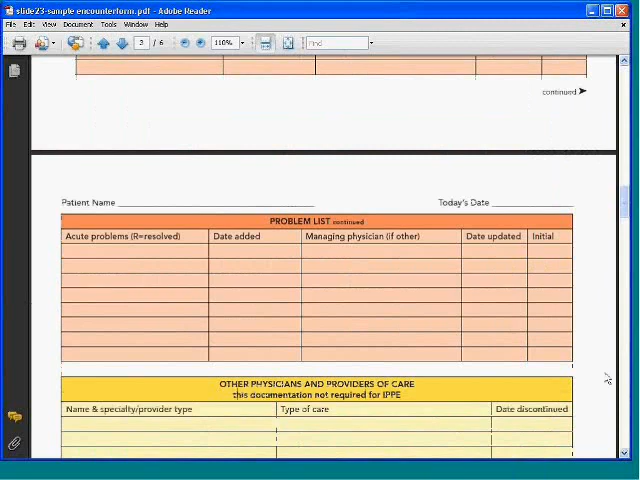 slide23-sample encounterform.pdf - Adobe Reader
File Edit View Document Tools Window Help
3 / 6 110% Find
continued
Patient Name Today's Date
PROBLEM LIST continued
Acute problems (R=resolved) Date added Managing physician (if other) Date updated Initial
OTHER PHYSICIANS AND PROVIDERS OF CARE
this documentation not required for IPPE
Name & specialty/provider type Type of care Date discontinued